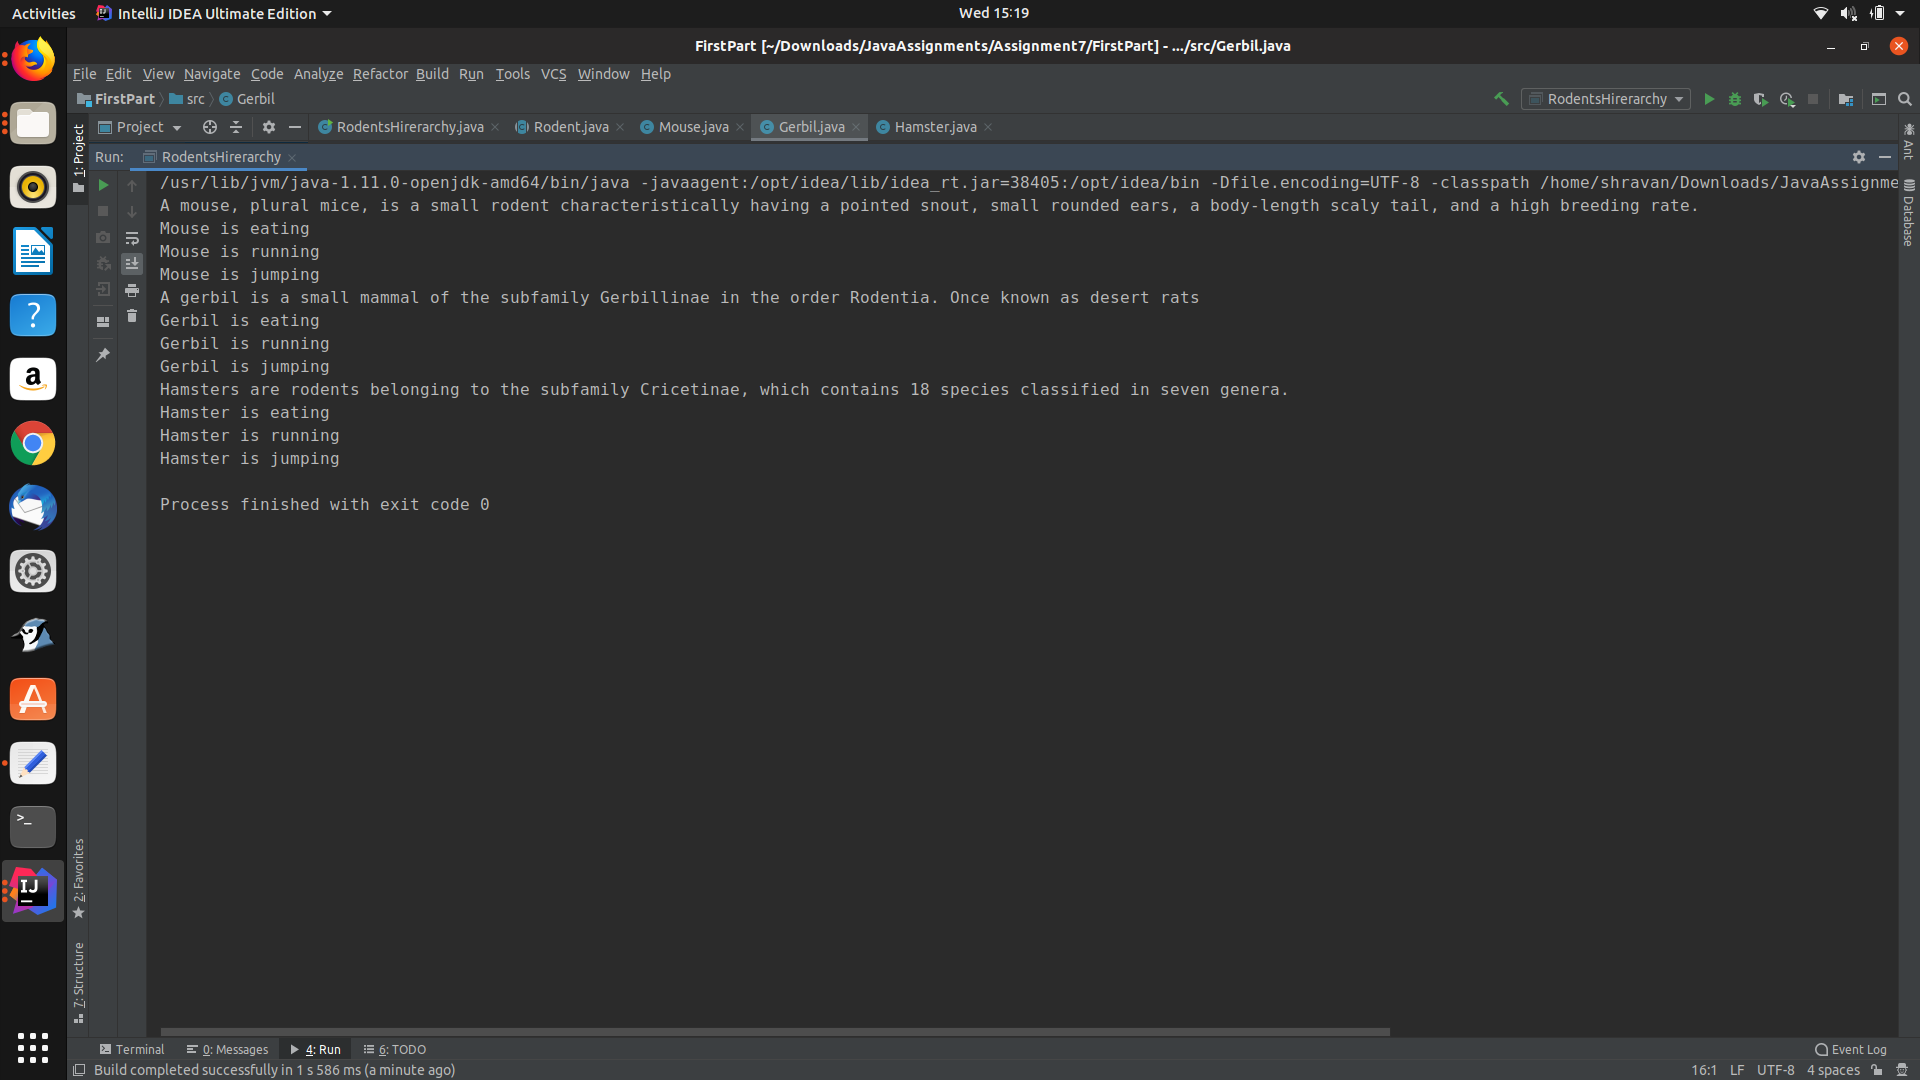 Activities IntelliJ IDEA Ultimate Edition Wed 15:19
FirstPart [~/Downloads/JavaAssignments/Assignment7/FirstPart] - .../src/Gerbil.java
File Edit View Navigate Code Analyze Refactor Build Run Tools VCS Window Help
FirstPart src Gerbil RodentsHirerarchy
Project RodentsHirerarchy.java Rodent.java Mouse.java Gerbil.java Hamster.java
Run: RodentsHirerarchy
/usr/lib/jvm/java-1.11.0-openjdk-amd64/bin/java -javaagent:/opt/idea/lib/idea_rt.jar=38405:/opt/idea/bin -Dfile.encoding=UTF-8 -classpath /home/shravan/Downloads/JavaAssignme
A mouse, plural mice, is a small rodent characteristically having a pointed snout, small rounded ears, a body-length scaly tail, and a high breeding rate.
Mouse is eating
Mouse is running
Mouse is jumping
A gerbil is a small mammal of the subfamily Gerbillinae in the order Rodentia. Once known as desert rats
Gerbil is eating
Gerbil is running
Gerbil is jumping
Hamsters are rodents belonging to the subfamily Cricetinae, which contains 18 species classified in seven genera.
Hamster is eating
Hamster is running
Hamster is jumping
Process finished with exit code 0
1: Project
2: Favorites
7: Structure
Ant
Database
Terminal 0: Messages 4: Run 6: TODO Event Log
Build completed successfully in 1 s 586 ms (a minute ago) 16:1 LF UTF-8 4 spaces